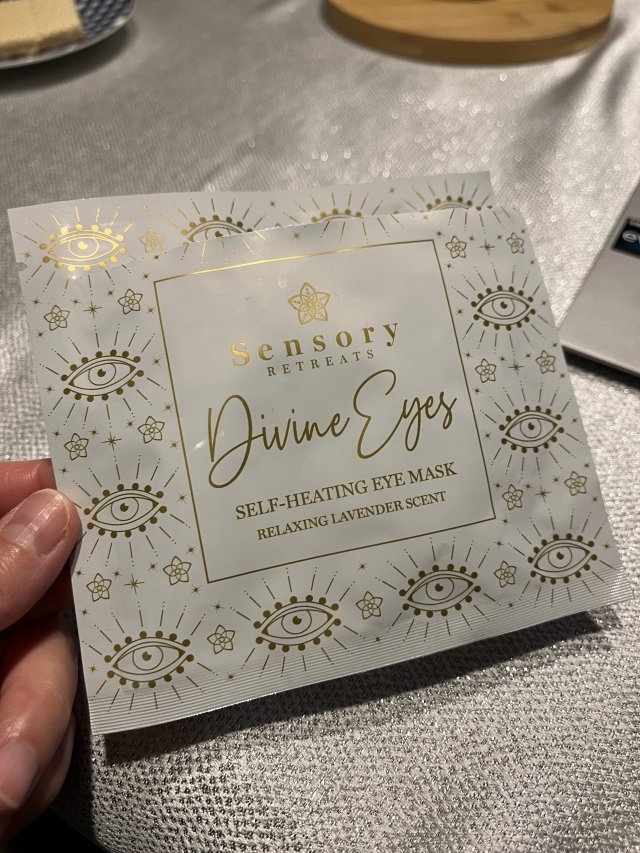 Sensory
RETREATS
Divine Eyes
SELF-HEATING EYE MASK
RELAXING LAVENDER SCENT